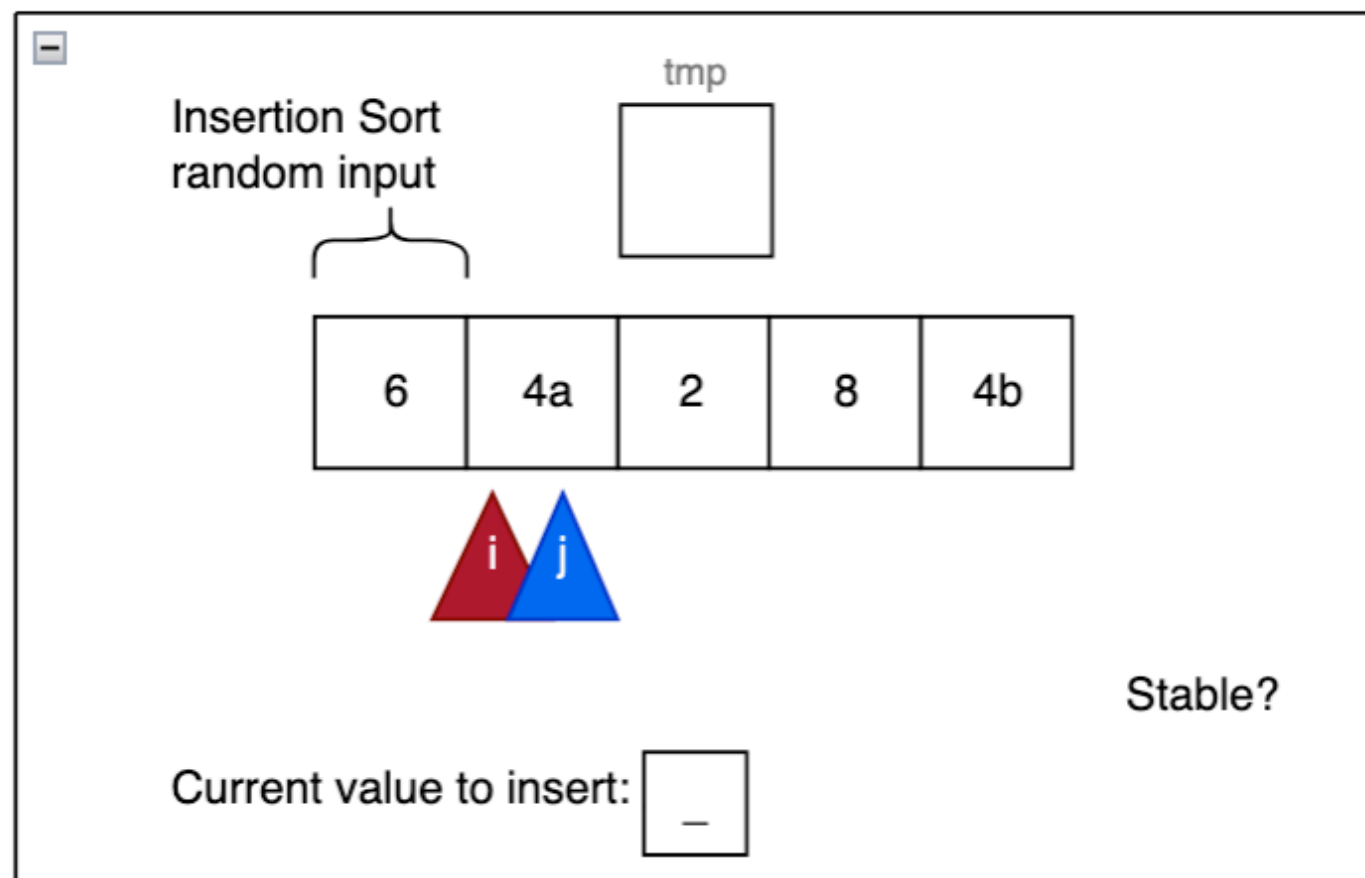 tmp
Insertion Sort
random input
6 4a 2 8 4b
i j
Stable?
Current value to insert: _